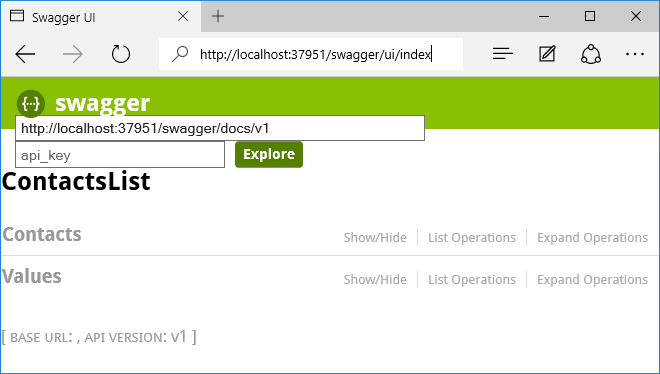 Swagger UI
http://localhost:37951/swagger/ui/index
{··} swagger
http://localhost:37951/swagger/docs/v1
api_key Explore
ContactsList
Contacts Show/Hide List Operations Expand Operations
Values Show/Hide List Operations Expand Operations
[ BASE URL: , API VERSION: v1 ]